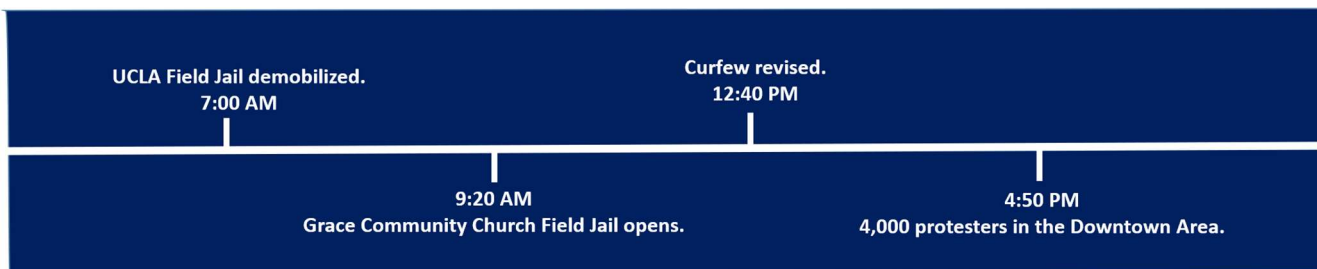 UCLA Field Jail demobilized.
7:00 AM
9:20 AM
Grace Community Church Field Jail opens.
Curfew revised.
12:40 PM
4:50 PM
4,000 protesters in the Downtown Area.